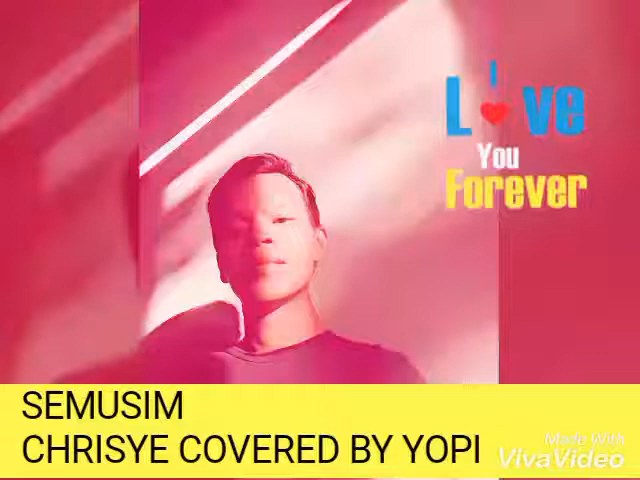 I Love
You
Forever
SEMUSIM
CHRISYE COVERED BY YOPI
Made With
VivaVideo